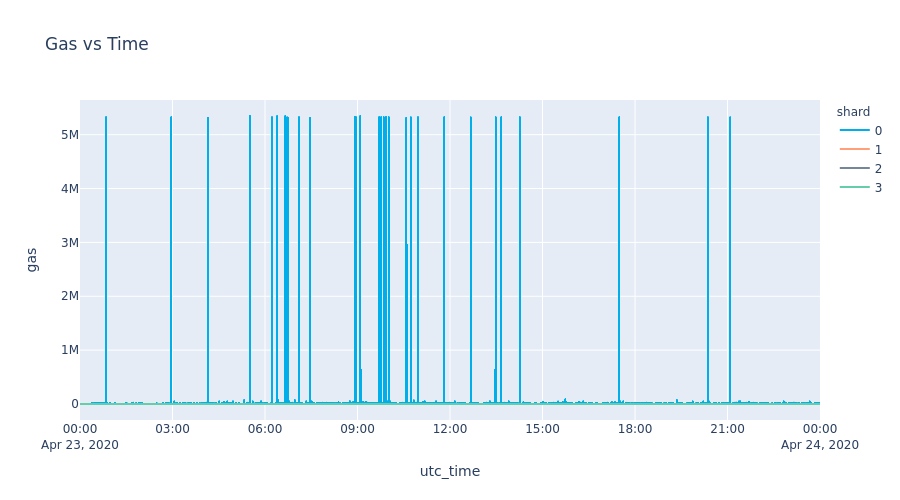 Gas vs Time
shard
0
1
2
3
5M
4M
3M
2M
1M
0
gas
00:00 03:00 06:00 09:00 12:00 15:00 18:00 21:00 00:00
Apr 23, 2020 Apr 24, 2020
utc_time